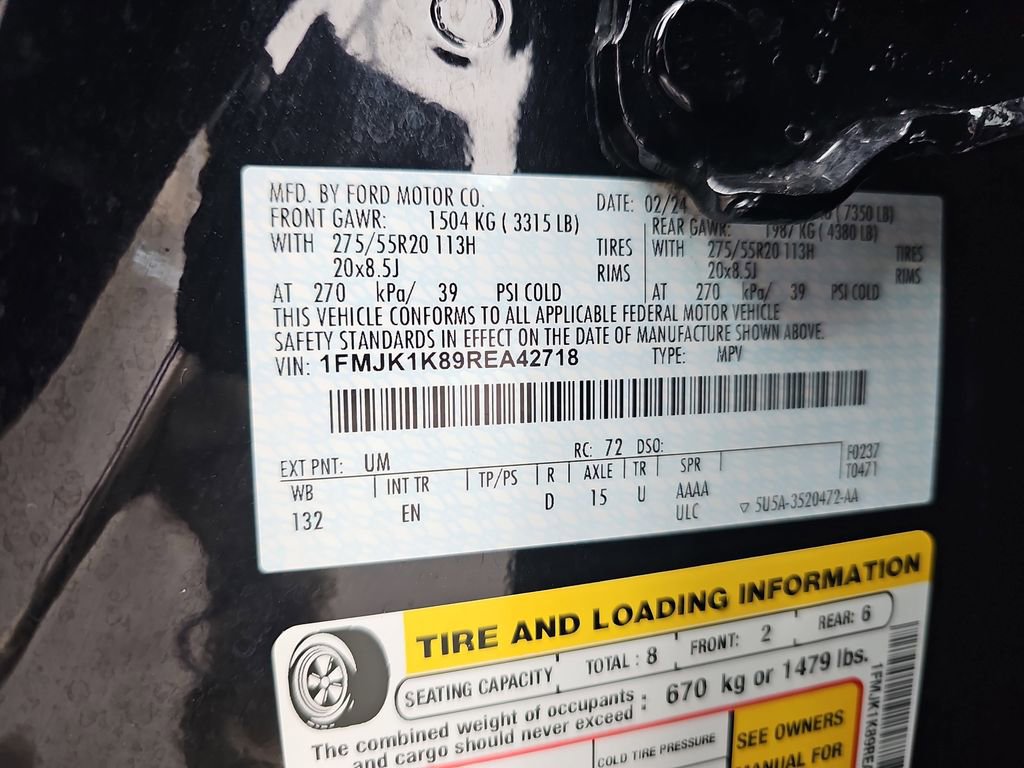 MFD. BY FORD MOTOR CO. DATE: 02/24
FRONT GAWR: 1504 KG ( 3315 LB) REAR GAWR: 1987 KG ( 4380 LB)
( 7350 LB)
WITH 275/55R20 113H TIRES WITH 275/55R20 113H TIRES
20x8.5J RIMS 20x8.5J RIMS
AT 270 kPa/ 39 PSI COLD AT 270 kPa/ 39 PSI COLD
THIS VEHICLE CONFORMS TO ALL APPLICABLE FEDERAL MOTOR VEHICLE
SAFETY STANDARDS IN EFFECT ON THE DATE OF MANUFACTURE SHOWN ABOVE.
VIN: 1FMJK1K89REA42718 TYPE: MPV
EXT PNT: UM RC: 72 DSO: F0237
WB INT TR TP/PS R AXLE TR SPR T0471
132 EN D 15 U AAAA
ULC ▽ 5U5A-3520472-AA
TIRE AND LOADING INFORMATION
SEATING CAPACITY TOTAL : 8 FRONT: 2 REAR: 6
The combined weight of occupants
and cargo should never exceed : 670 kg or 1479 lbs.
COLD TIRE PRESSURE
SEE OWNERS
MANUAL FOR